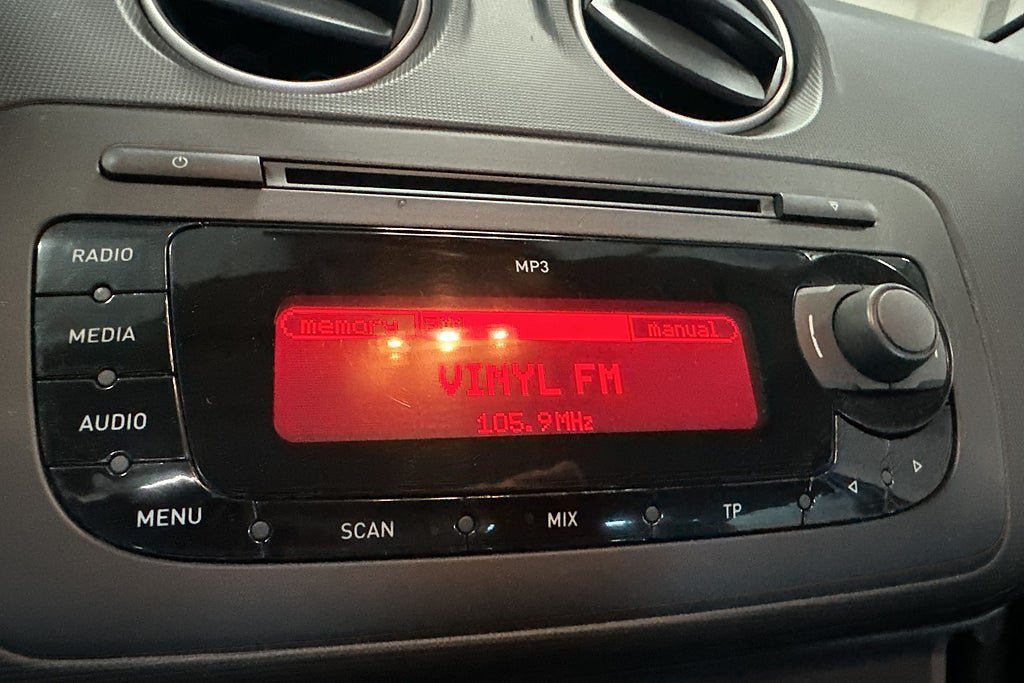 MP3
RADIO
MEDIA
AUDIO
memory
manual
VINYL FM
105.9MHz
MENU
SCAN
MIX
TP